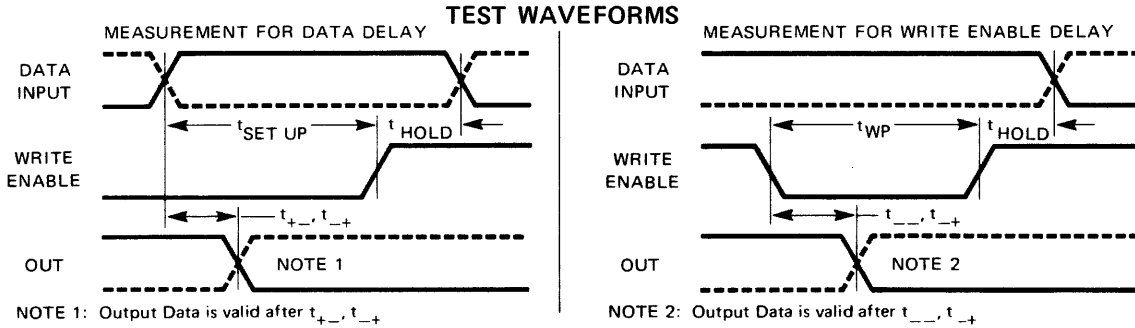 TEST WAVEFORMS
MEASUREMENT FOR DATA DELAY
DATA INPUT
t SET UP
t HOLD
WRITE ENABLE
t+−, t−+
OUT
NOTE 1
NOTE 1: Output Data is valid after t+−, t−+
MEASUREMENT FOR WRITE ENABLE DELAY
DATA INPUT
tWP
t HOLD
WRITE ENABLE
t−−, t−+
OUT
NOTE 2
NOTE 2: Output Data is valid after t−−, t−+